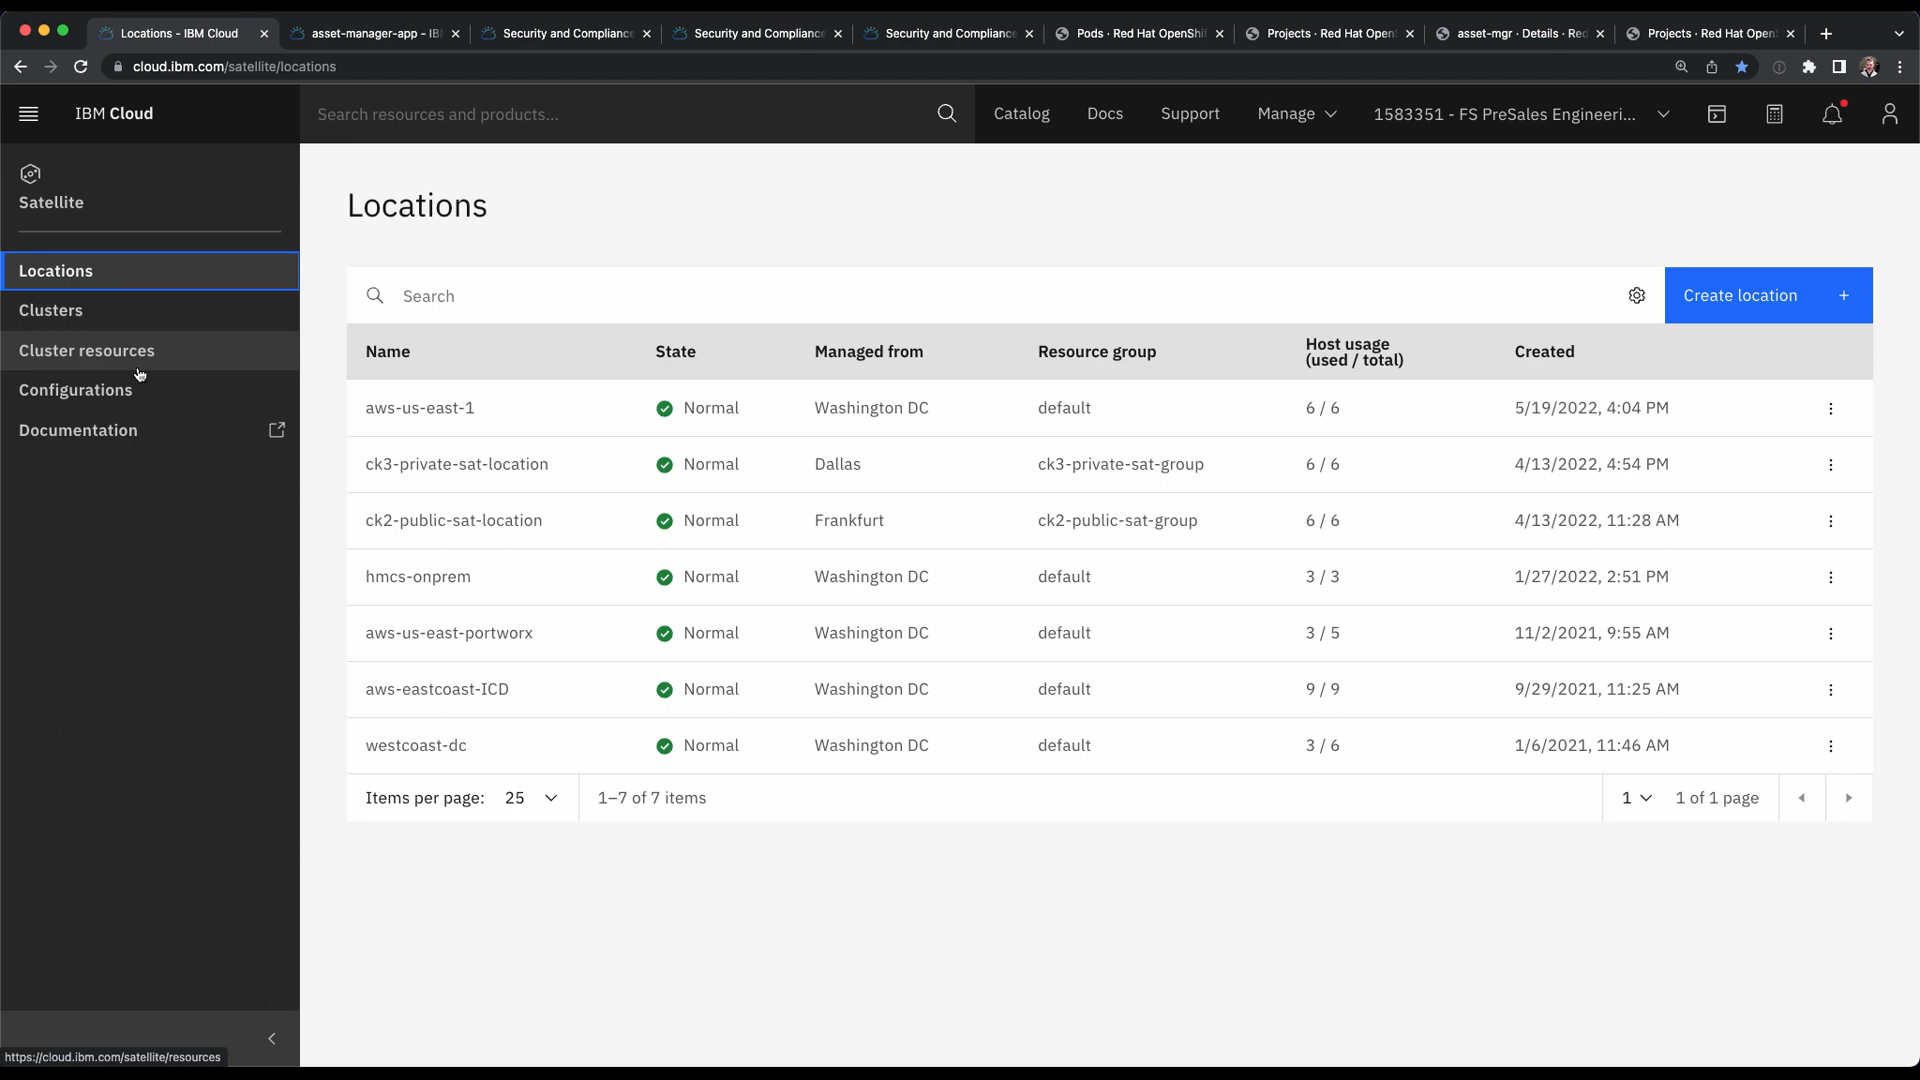 Locations - IBM Cloud
asset-manager-app - IB
Security and Compliance
Security and Compliance
Security and Compliance
Pods · Red Hat OpenShif
Projects · Red Hat Open
asset-mgr · Details · Red
Projects · Red Hat Open
cloud.ibm.com/satellite/locations
IBM Cloud
Search resources and products...
Catalog
Docs
Support
Manage
1583351 - FS PreSales Engineeri...
Satellite
Locations
Clusters
Cluster resources
Configurations
Documentation
Locations
Search
Create location +
Name State Managed from Resource group Host usage (used / total) Created
aws-us-east-1 Normal Washington DC default 6 / 6 5/19/2022, 4:04 PM
ck3-private-sat-location Normal Dallas ck3-private-sat-group 6 / 6 4/13/2022, 4:54 PM
ck2-public-sat-location Normal Frankfurt ck2-public-sat-group 6 / 6 4/13/2022, 11:28 AM
hmcs-onprem Normal Washington DC default 3 / 3 1/27/2022, 2:51 PM
aws-us-east-portworx Normal Washington DC default 3 / 5 11/2/2021, 9:55 AM
aws-eastcoast-ICD Normal Washington DC default 9 / 9 9/29/2021, 11:25 AM
westcoast-dc Normal Washington DC default 3 / 6 1/6/2021, 11:46 AM
Items per page: 25 1–7 of 7 items 1 1 of 1 page
https://cloud.ibm.com/satellite/resources